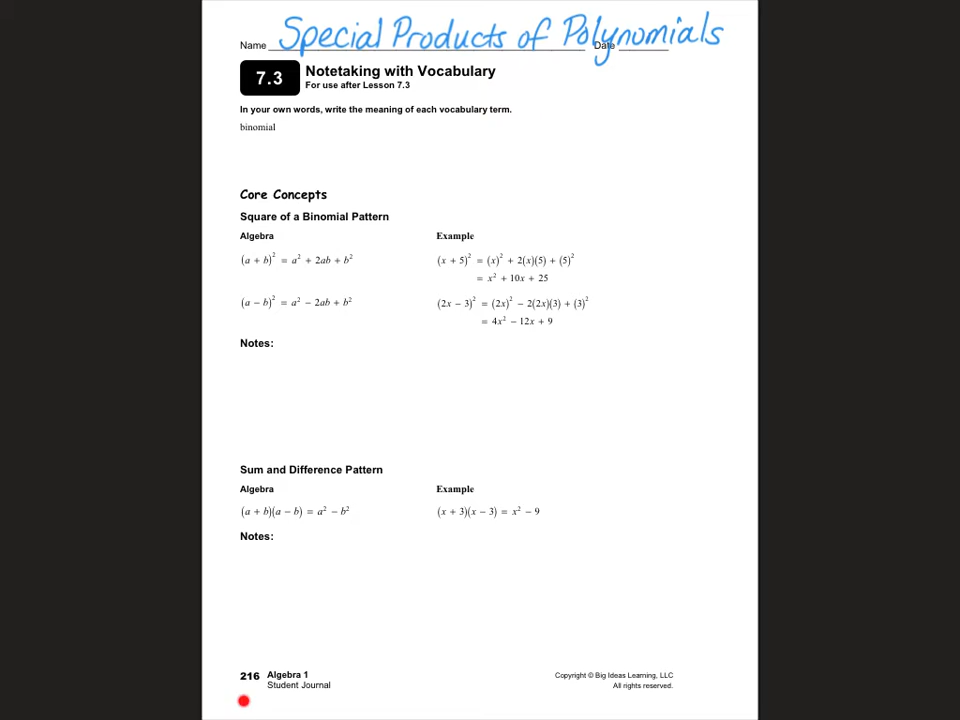 Special Products of Polynomials
Name Date
7.3 Notetaking with Vocabulary
For use after Lesson 7.3
In your own words, write the meaning of each vocabulary term.
binomial
Core Concepts
Square of a Binomial Pattern
Algebra Example
(a + b)² = a² + 2ab + b² (x + 5)² = (x)² + 2(x)(5) + (5)²
= x² + 10x + 25
(a − b)² = a² − 2ab + b² (2x − 3)² = (2x)² − 2(2x)(3) + (3)²
= 4x² − 12x + 9
Notes:
Sum and Difference Pattern
Algebra Example
(a + b)(a − b) = a² − b² (x + 3)(x − 3) = x² − 9
Notes:
216 Algebra 1 Copyright © Big Ideas Learning, LLC
Student Journal All rights reserved.